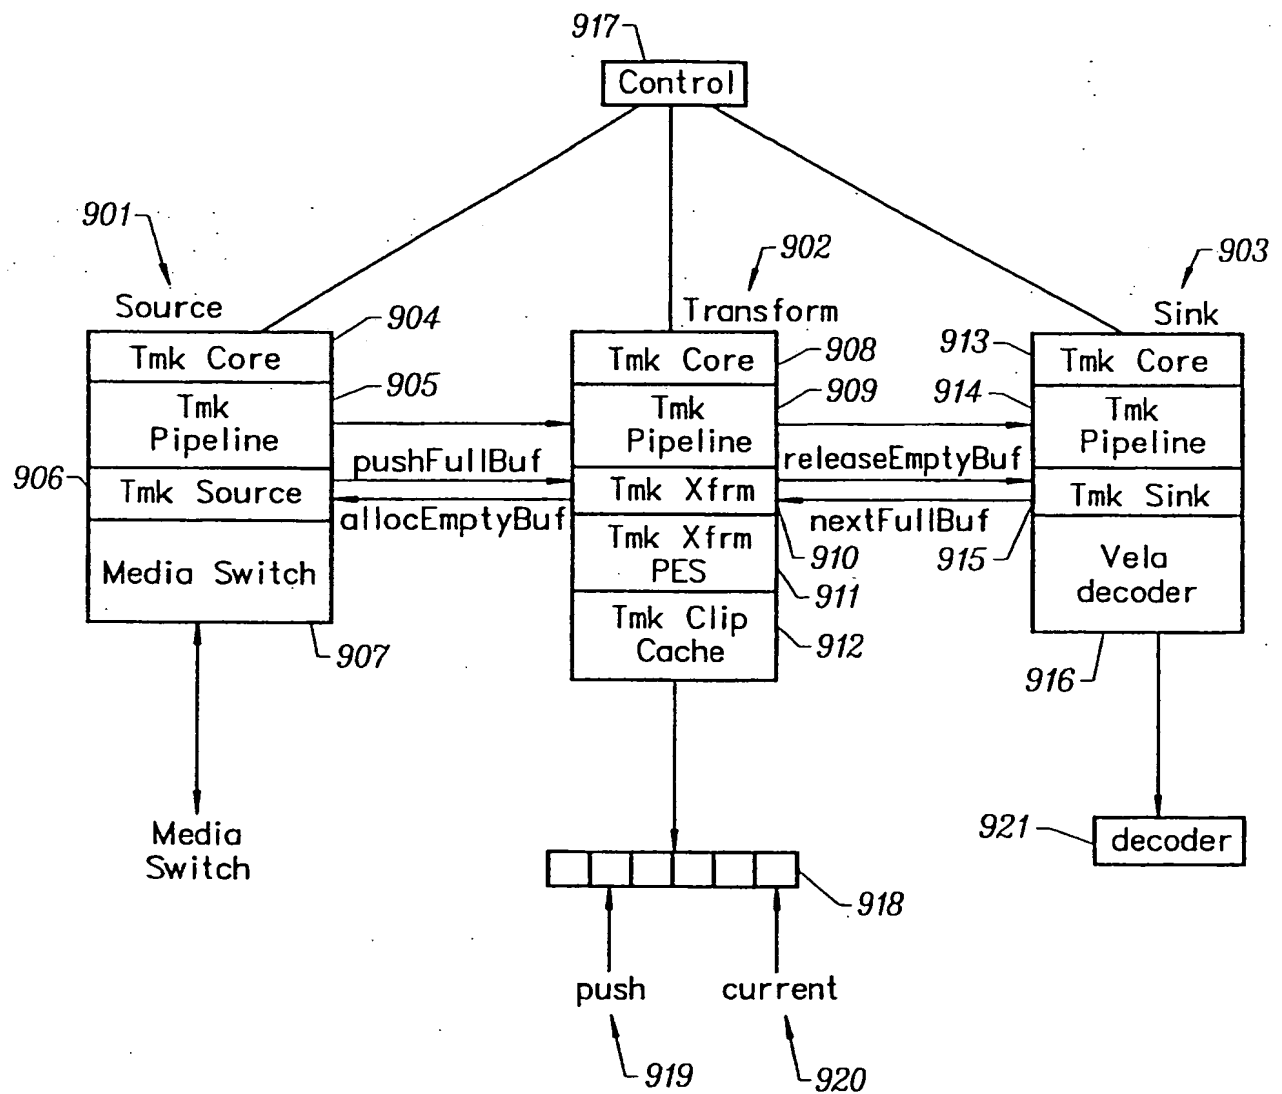 917
Control
901
902
903
Source
Transform
Sink
904
908
913
Tmk Core
Tmk Core
Tmk Core
905
909
914
Tmk
Pipeline
Tmk
Pipeline
Tmk
Pipeline
pushFullBuf
releaseEmptyBuf
906
Tmk Source
Tmk Xfrm
Tmk Sink
allocEmptyBuf
nextFullBuf
910
915
Media Switch
Tmk Xfrm
PES
911
Vela
decoder
907
Tmk Clip
Cache
912
916
Media
Switch
921
decoder
918
push
current
919
920